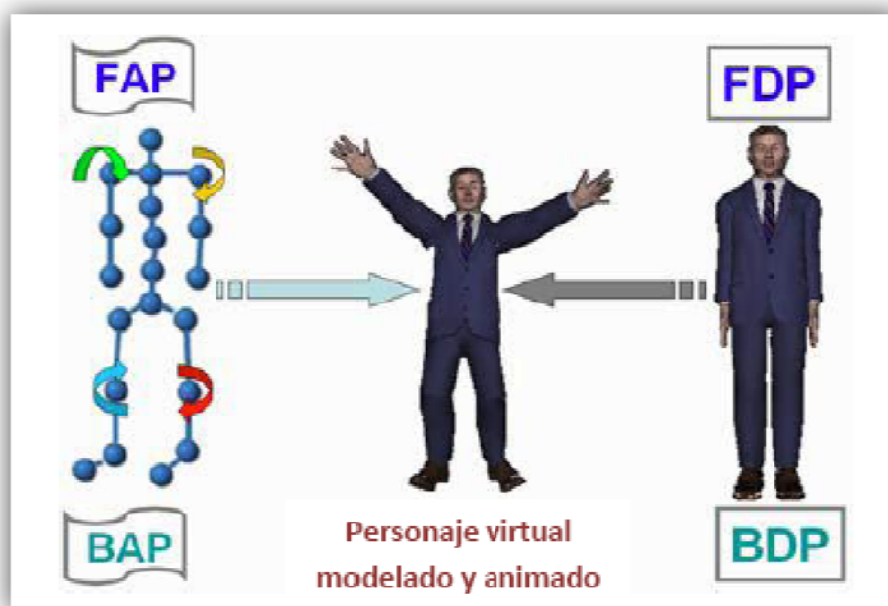 FAP
FDP
BAP
BDP
Personaje virtual
modelado y animado